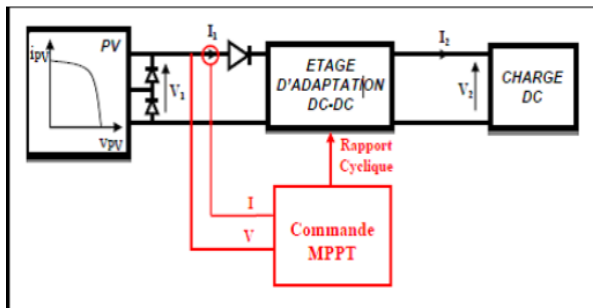 iPV
PV
vPV
V1
I1
ETAGE
D'ADAPTATION
DC-DC
I2
V2
CHARGE
DC
Rapport
Cyclique
I
V
Commande
MPPT